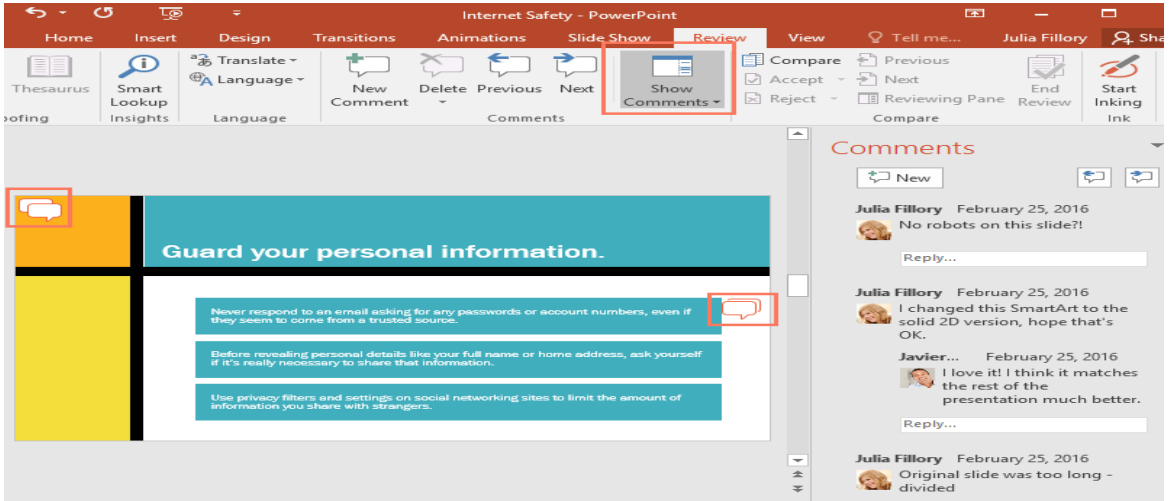 Internet Safety - PowerPoint
Home Insert Design Transitions Animations Slide Show Review View Tell me... Julia Fillory Sha
Thesaurus
Smart
Lookup
Translate
Language
New
Comment
Delete
Previous
Next
Show
Comments
Compare
Accept
Reject
Previous
Next
Reviewing Pane
End
Review
Start
Inking
ofing
Insights
Language
Comments
Compare
Ink
Guard your personal information.
Never respond to an email asking for any passwords or account numbers, even if
they seem to come from a trusted source.
Before revealing personal details like your full name or home address, ask yourself
if it's really necessary to share that information.
Use privacy filters and settings on social networking sites to limit the amount of
information you share with strangers.
Comments
New
Julia Fillory February 25, 2016
No robots on this slide?!
Reply...
Julia Fillory February 25, 2016
I changed this SmartArt to the
solid 2D version, hope that's
OK.
Javier... February 25, 2016
I love it! I think it matches
the rest of the
presentation much better.
Reply...
Julia Fillory February 25, 2016
Original slide was too long -
divided